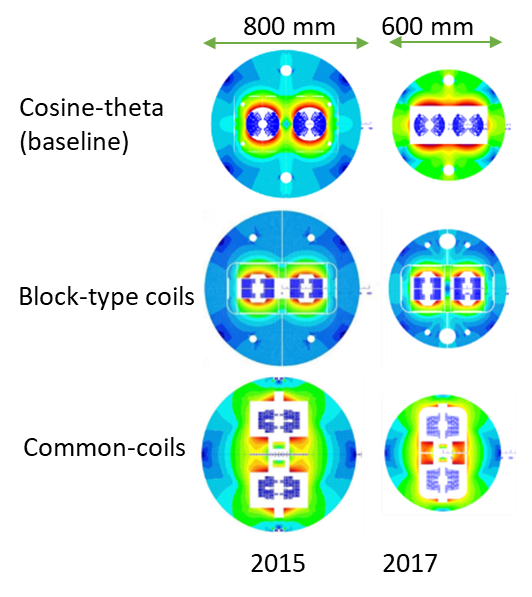 800 mm
600 mm
Cosine-theta
(baseline)
Block-type coils
Common-coils
2015
2017